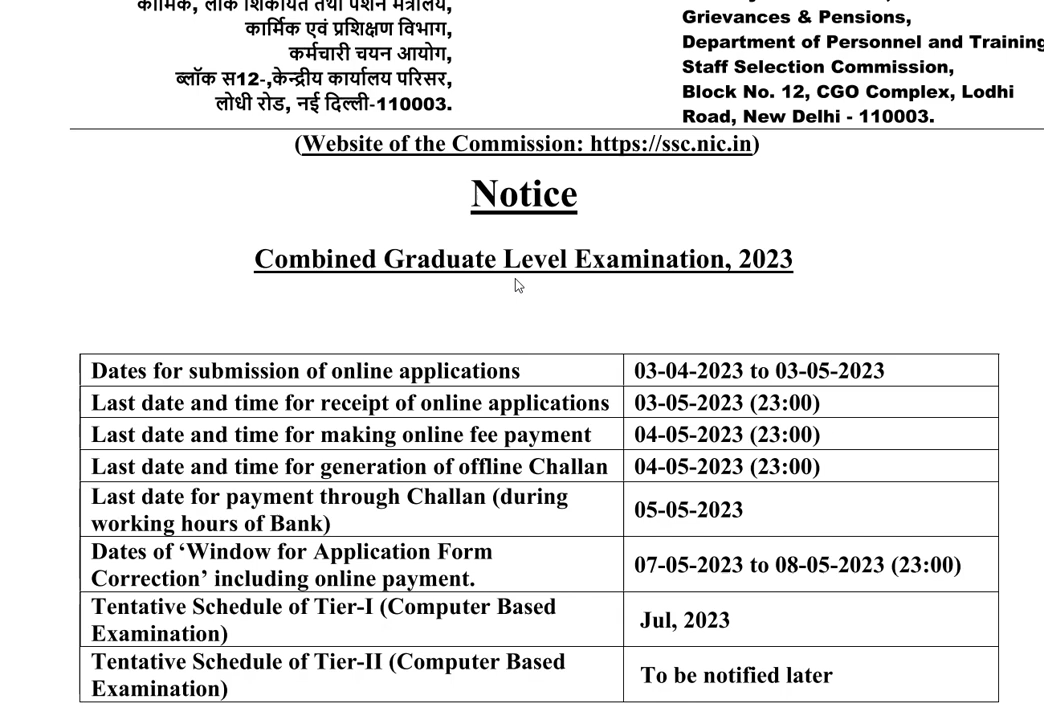 कार्मिक, लोक शिकायत तथा पेंशन मंत्रालय,
कार्मिक एवं प्रशिक्षण विभाग,
कर्मचारी चयन आयोग,
ब्लॉक स12-,केन्द्रीय कार्यालय परिसर,
लोधी रोड, नई दिल्ली-110003.
Grievances & Pensions,
Department of Personnel and Training
Staff Selection Commission,
Block No. 12, CGO Complex, Lodhi
Road, New Delhi - 110003.
(Website of the Commission: https://ssc.nic.in)
Notice
Combined Graduate Level Examination, 2023
Dates for submission of online applications 03-04-2023 to 03-05-2023
Last date and time for receipt of online applications 03-05-2023 (23:00)
Last date and time for making online fee payment 04-05-2023 (23:00)
Last date and time for generation of offline Challan 04-05-2023 (23:00)
Last date for payment through Challan (during
working hours of Bank) 05-05-2023
Dates of ‘Window for Application Form
Correction’ including online payment. 07-05-2023 to 08-05-2023 (23:00)
Tentative Schedule of Tier-I (Computer Based
Examination) Jul, 2023
Tentative Schedule of Tier-II (Computer Based
Examination) To be notified later